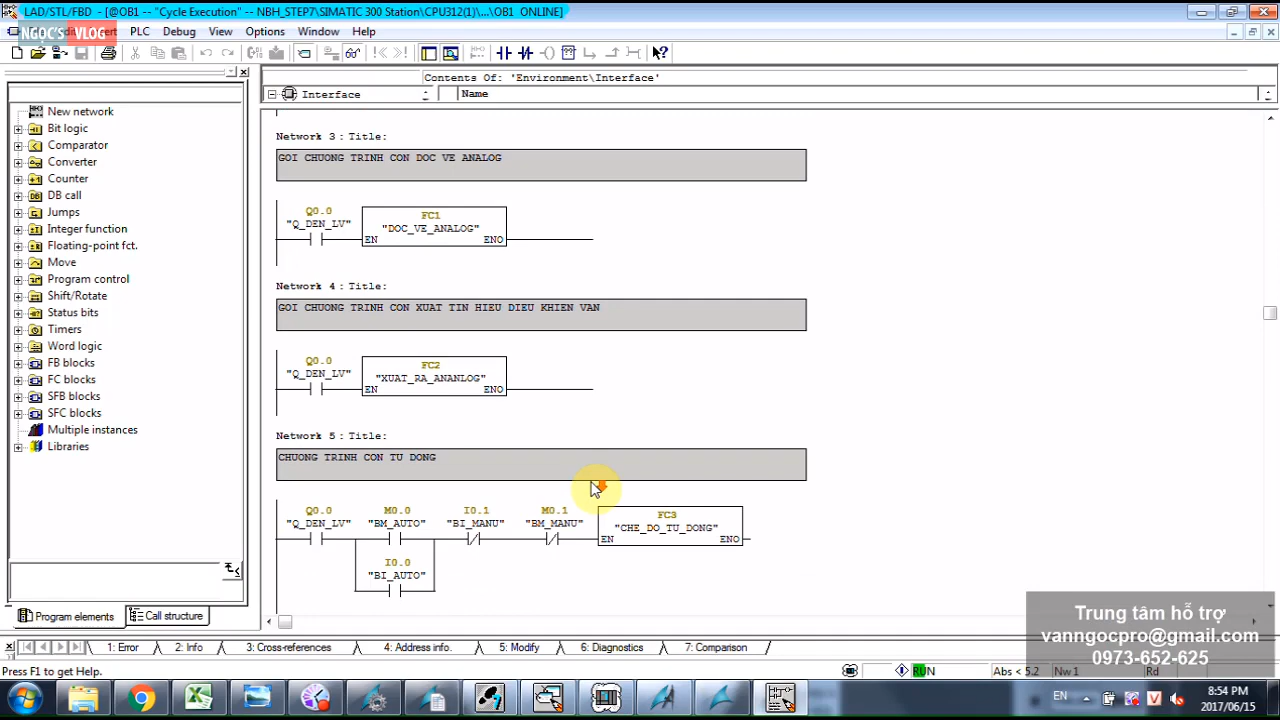 LAD/STL/FBD - [@OB1 -- "Cycle Execution" -- NBH_STEP7\SIMATIC 300 Station\CPU312(1)\...\OB1 ONLINE]
NGỌC'S VLOG
PLC Debug View Options Window Help
Contents Of: 'Environment\Interface'
Interface
Name
New network
Bit logic
Comparator
Converter
Counter
DB call
Jumps
Integer function
Floating-point fct.
Move
Program control
Shift/Rotate
Status bits
Timers
Word logic
FB blocks
FC blocks
SFB blocks
SFC blocks
Multiple instances
Libraries
Program elements
Call structure
Network 3 : Title:
GOI CHUONG TRINH CON DOC VE ANALOG
Q0.0
"Q_DEN_LV"
FC1
"DOC_VE_ANALOG"
EN ENO
Network 4 : Title:
GOI CHUONG TRINH CON XUAT TIN HIEU DIEU KHIEN VAN
Q0.0
"Q_DEN_LV"
FC2
"XUAT_RA_ANANLOG"
EN ENO
Network 5 : Title:
CHUONG TRINH CON TU DONG
Q0.0 M0.0 I0.1 M0.1 FC3
"Q_DEN_LV" "BM_AUTO" "BI_MANU" "BM_MANU" "CHE_DO_TU_DONG"
EN ENO
I0.0
"BI_AUTO"
Trung tâm hỗ trợ
vanngocpro@gmail.com
0973-652-625
1: Error 2: Info 3: Cross-references 4: Address info. 5: Modify 6: Diagnostics 7: Comparison
Press F1 to get Help.
RUN
Abs < 5.2
Nw 1
Rd
EN
8:54 PM
2017/06/15